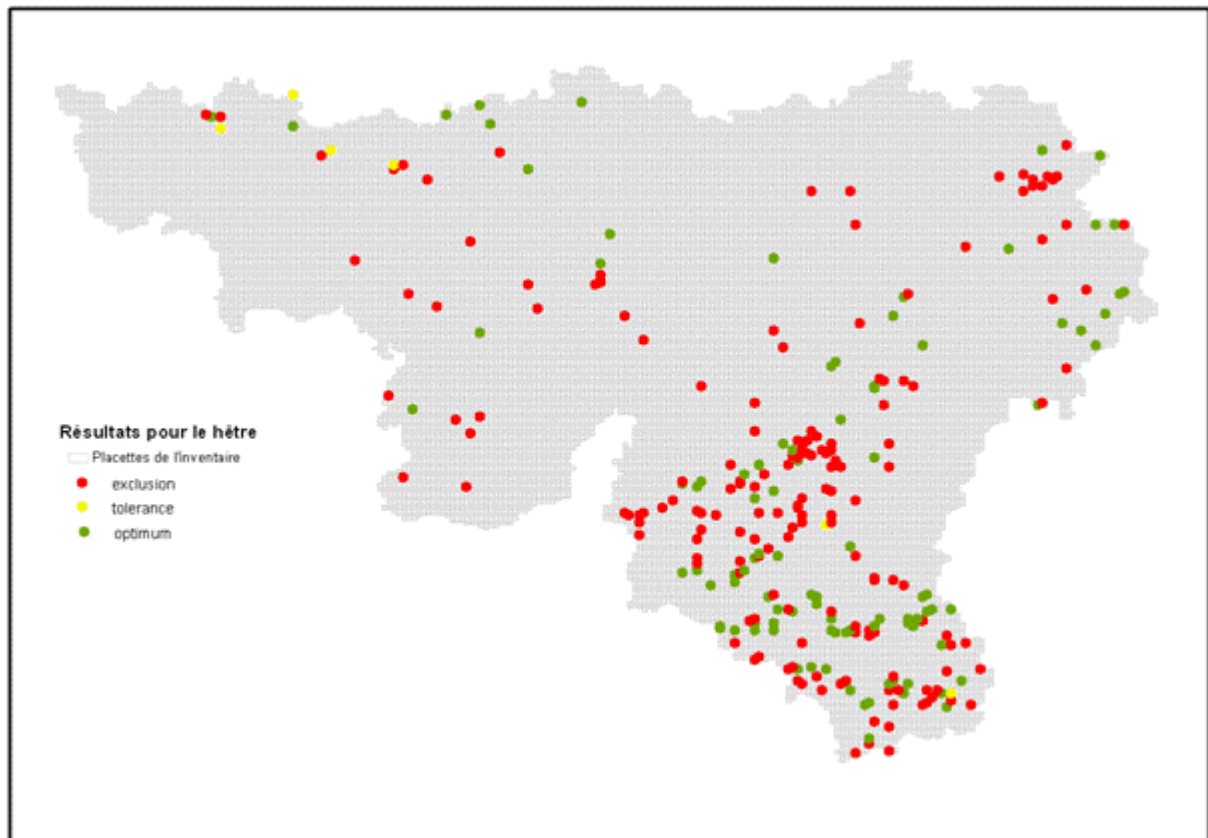 Résultats pour le hêtre
Placettes de l'inventaire
exclusion
tolerance
optimum